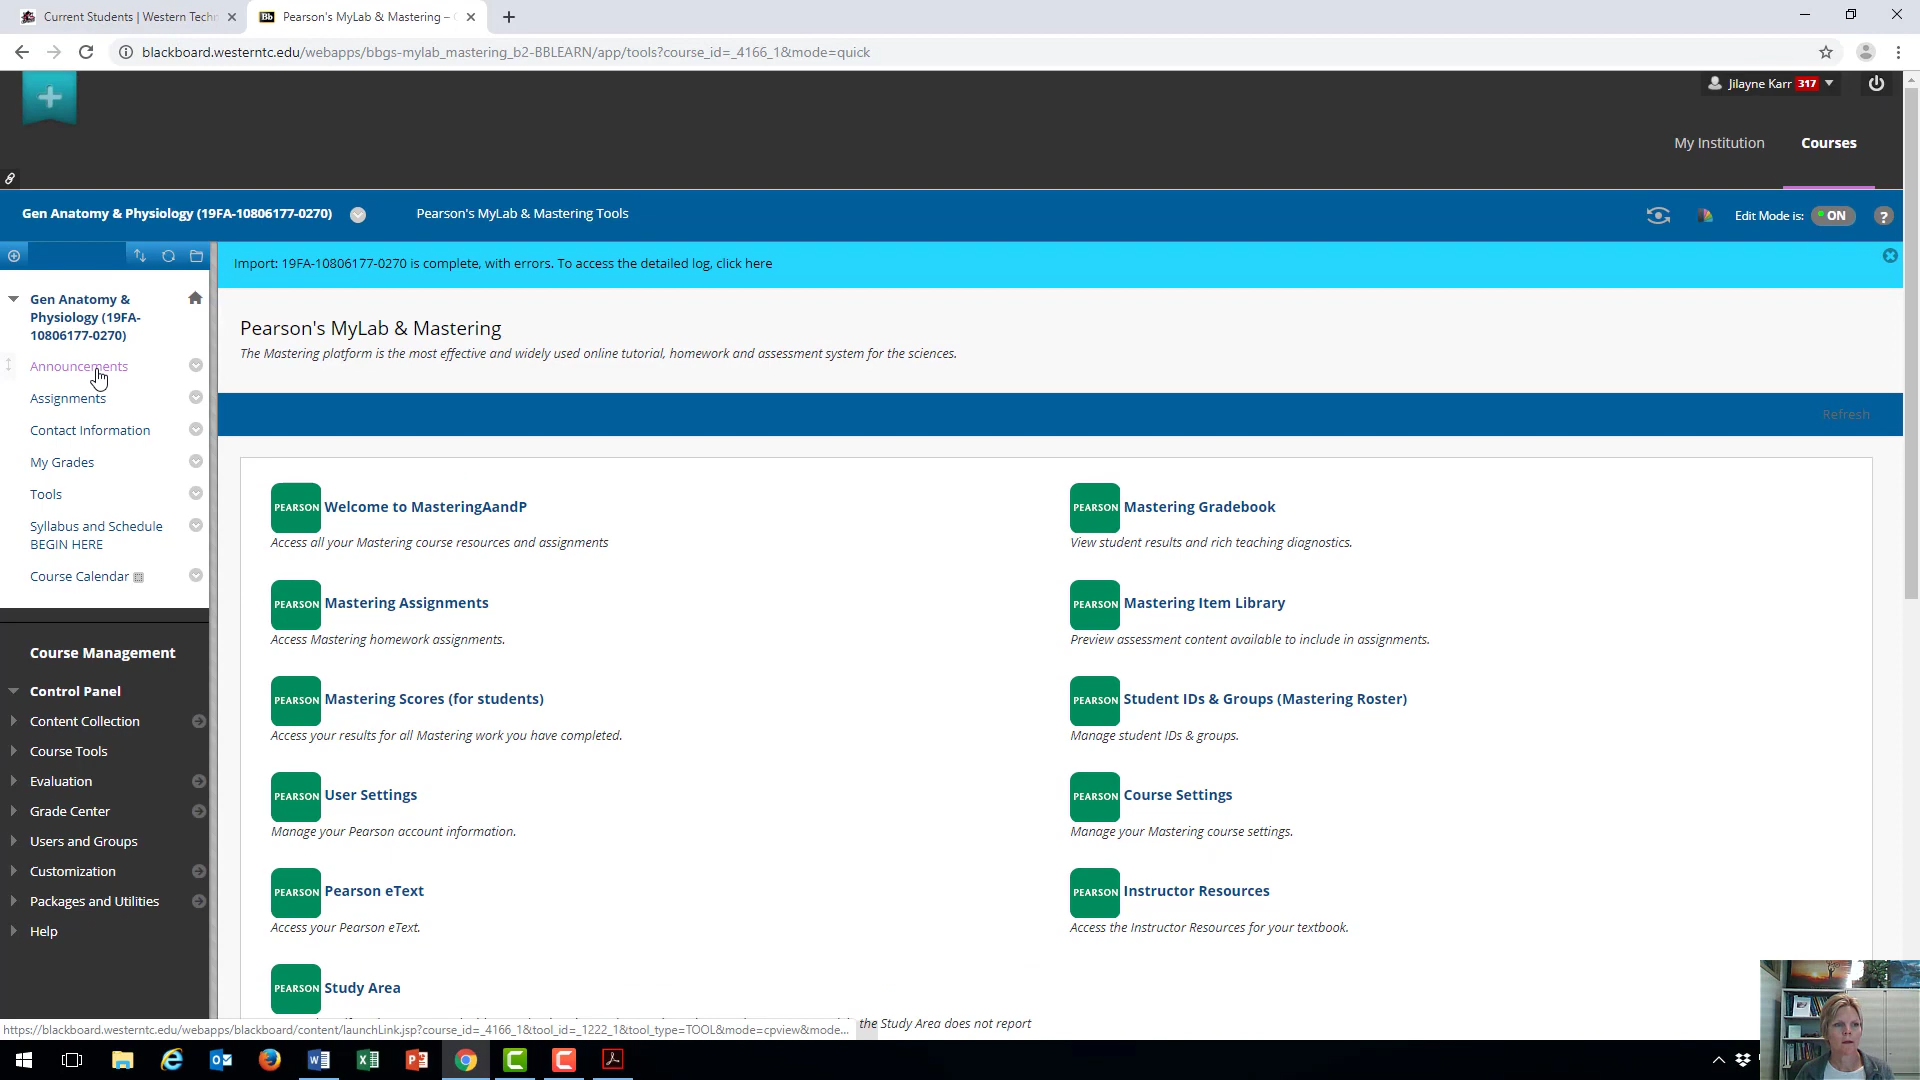 Current Students | Western Techn
Bb Pearson's MyLab & Mastering –
blackboard.westerntc.edu/webapps/bbgs-mylab_mastering_b2-BBLEARN/app/tools?course_id=_4166_1&mode=quick
Jilayne Karr 317
My Institution Courses
Gen Anatomy & Physiology (19FA-10806177-0270) Pearson's MyLab & Mastering Tools Edit Mode is: ON ?
Import: 19FA-10806177-0270 is complete, with errors. To access the detailed log, click here
Gen Anatomy &
Physiology (19FA-
10806177-0270)
Announcements
Assignments
Contact Information
My Grades
Tools
Syllabus and Schedule
BEGIN HERE
Course Calendar
Course Management
Control Panel
Content Collection
Course Tools
Evaluation
Grade Center
Users and Groups
Customization
Packages and Utilities
Help
Pearson's MyLab & Mastering
The Mastering platform is the most effective and widely used online tutorial, homework and assessment system for the sciences.
Refresh
PEARSON Welcome to MasteringAandP
Access all your Mastering course resources and assignments
PEARSON Mastering Gradebook
View student results and rich teaching diagnostics.
PEARSON Mastering Assignments
Access Mastering homework assignments.
PEARSON Mastering Item Library
Preview assessment content available to include in assignments.
PEARSON Mastering Scores (for students)
Access your results for all Mastering work you have completed.
PEARSON Student IDs & Groups (Mastering Roster)
Manage student IDs & groups.
PEARSON User Settings
Manage your Pearson account information.
PEARSON Course Settings
Manage your Mastering course settings.
PEARSON Pearson eText
Access your Pearson eText.
PEARSON Instructor Resources
Access the Instructor Resources for your textbook.
PEARSON Study Area
the Study Area does not report
https://blackboard.westerntc.edu/webapps/blackboard/content/launchLink.jsp?course_id=_4166_1&tool_id=_1222_1&tool_type=TOOL&mode=cpview&mode...